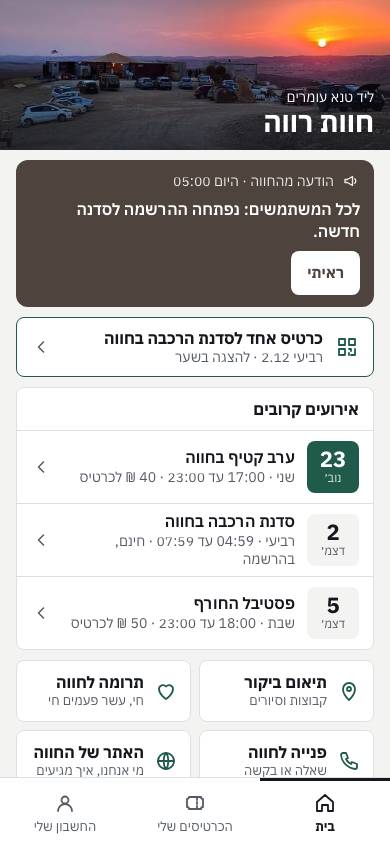 ליד טנא עומרים
חוות רווה
הודעה מהחווה · היום 05:00
לכל המשתמשים: נפתחה ההרשמה לסדנה
חדשה.
ראיתי
כרטיס אחד לסדנת הרכבה בחווה
רביעי 2.12 · להצגה בשער
אירועים קרובים
23
נוב׳
ערב קטיף בחווה
שני · 17:00 עד 23:00 · 40 ₪ לכרטיס
2
דצמ׳
סדנת הרכבה בחווה
רביעי · 04:59 עד 07:59 · חינם,
בהרשמה
5
דצמ׳
פסטיבל החורף
שבת · 18:00 עד 23:00 · 50 ₪ לכרטיס
תיאום ביקור
קבוצות וסיורים
תרומה לחווה
חי, עשר פעמים חי
פנייה לחווה
שאלה או בקשה
האתר של החווה
מי אנחנו, איך מגיעים
בית
הכרטיסים שלי
החשבון שלי